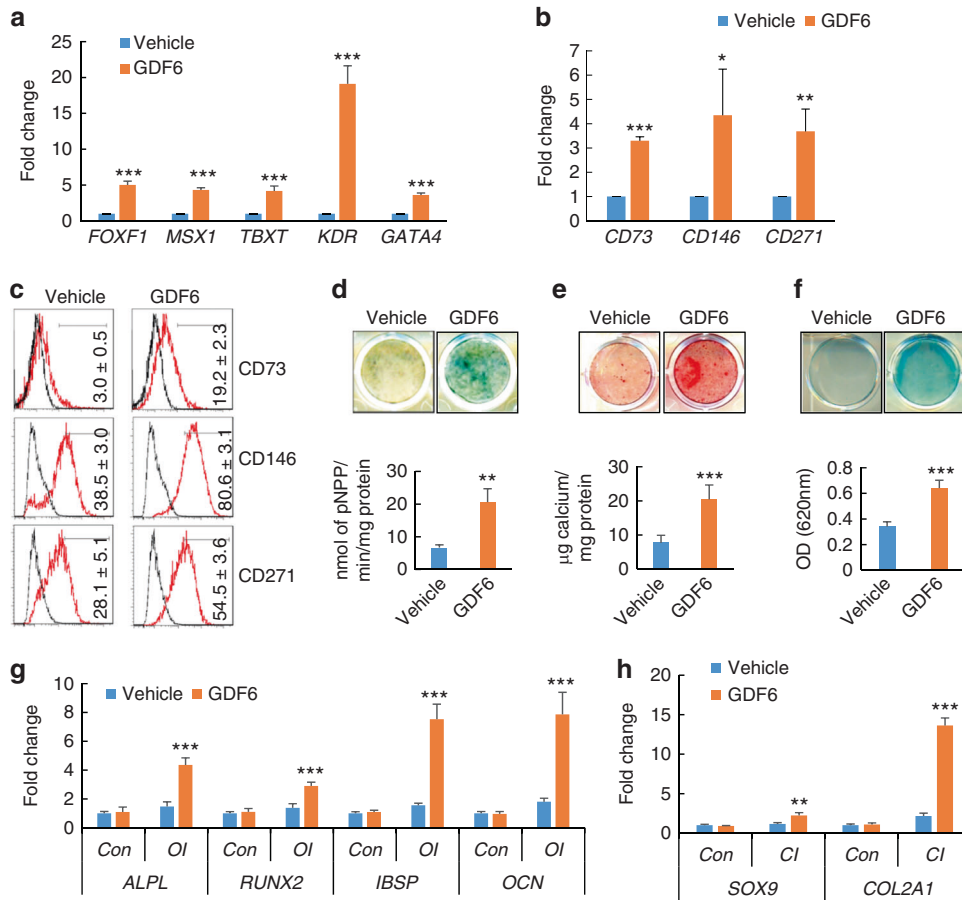 a
Vehicle
GDF6
Fold change
25
20
15
10
5
0
***
***
***
***
***
FOXF1 MSX1 TBXT KDR GATA4
b
Vehicle GDF6
Fold change
7
6
5
4
3
2
1
0
***
*
**
CD73 CD146 CD271
c
Vehicle GDF6
3.0 ± 0.5
19.2 ± 2.3
CD73
38.5 ± 3.0
80.6 ± 3.1
CD146
28.1 ± 5.1
54.5 ± 3.6
CD271
d
Vehicle GDF6
nmol of pNPP/
min/mg protein
30
20
10
0
**
Vehicle
GDF6
e
Vehicle GDF6
µg calcium/
mg protein
30
20
10
0
***
Vehicle
GDF6
f
Vehicle GDF6
OD (620nm)
0.8
0.6
0.4
0.2
0
***
Vehicle
GDF6
g
Vehicle GDF6
Fold change
10
8
6
4
2
0
***
***
***
***
Con OI Con OI Con OI Con OI
ALPL RUNX2 IBSP OCN
h
Vehicle
GDF6
Fold change
20
15
10
5
0
**
***
Con CI Con CI
SOX9 COL2A1